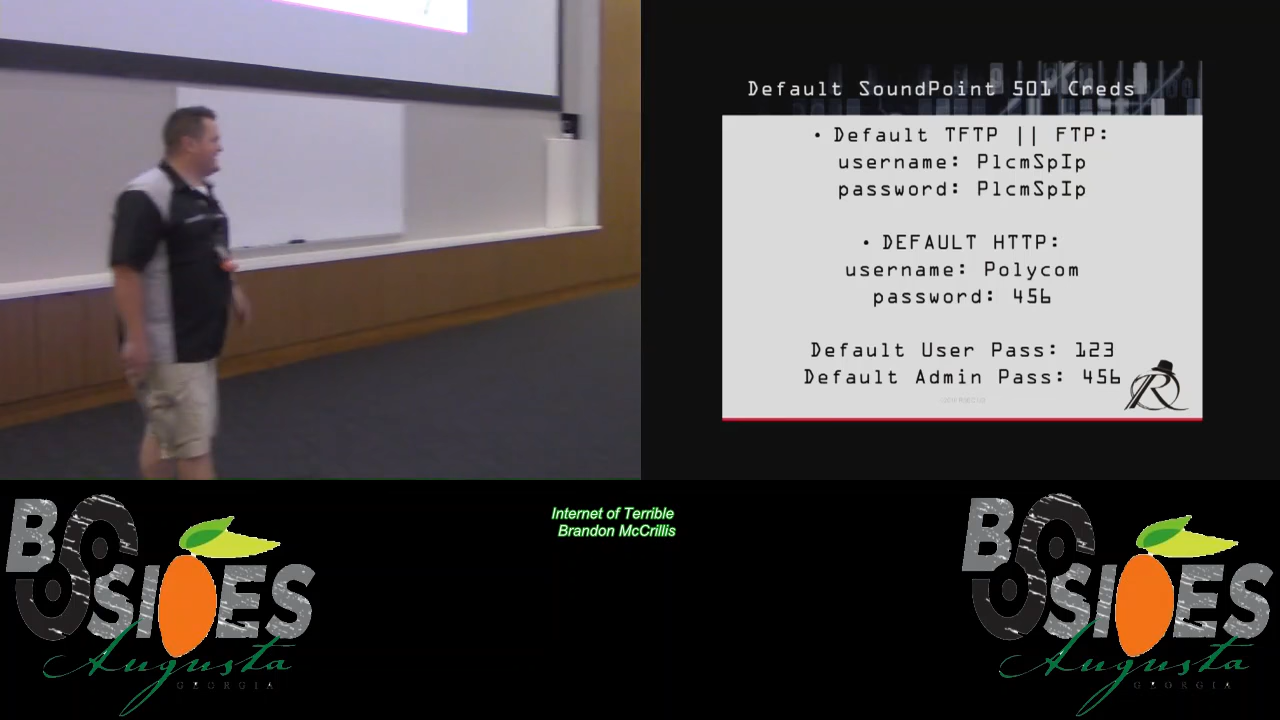 Default SoundPoint 501 Creds
• Default TFTP || FTP:
username: PlcmSpIp
password: PlcmSpIp
• DEFAULT HTTP:
username: Polycom
password: 456
Default User Pass: 123
Default Admin Pass: 456
R
Internet of Terrible
Brandon McCrillis
BSIDES
Augusta
GEORGIA
BSIDES
Augusta
GEORGIA